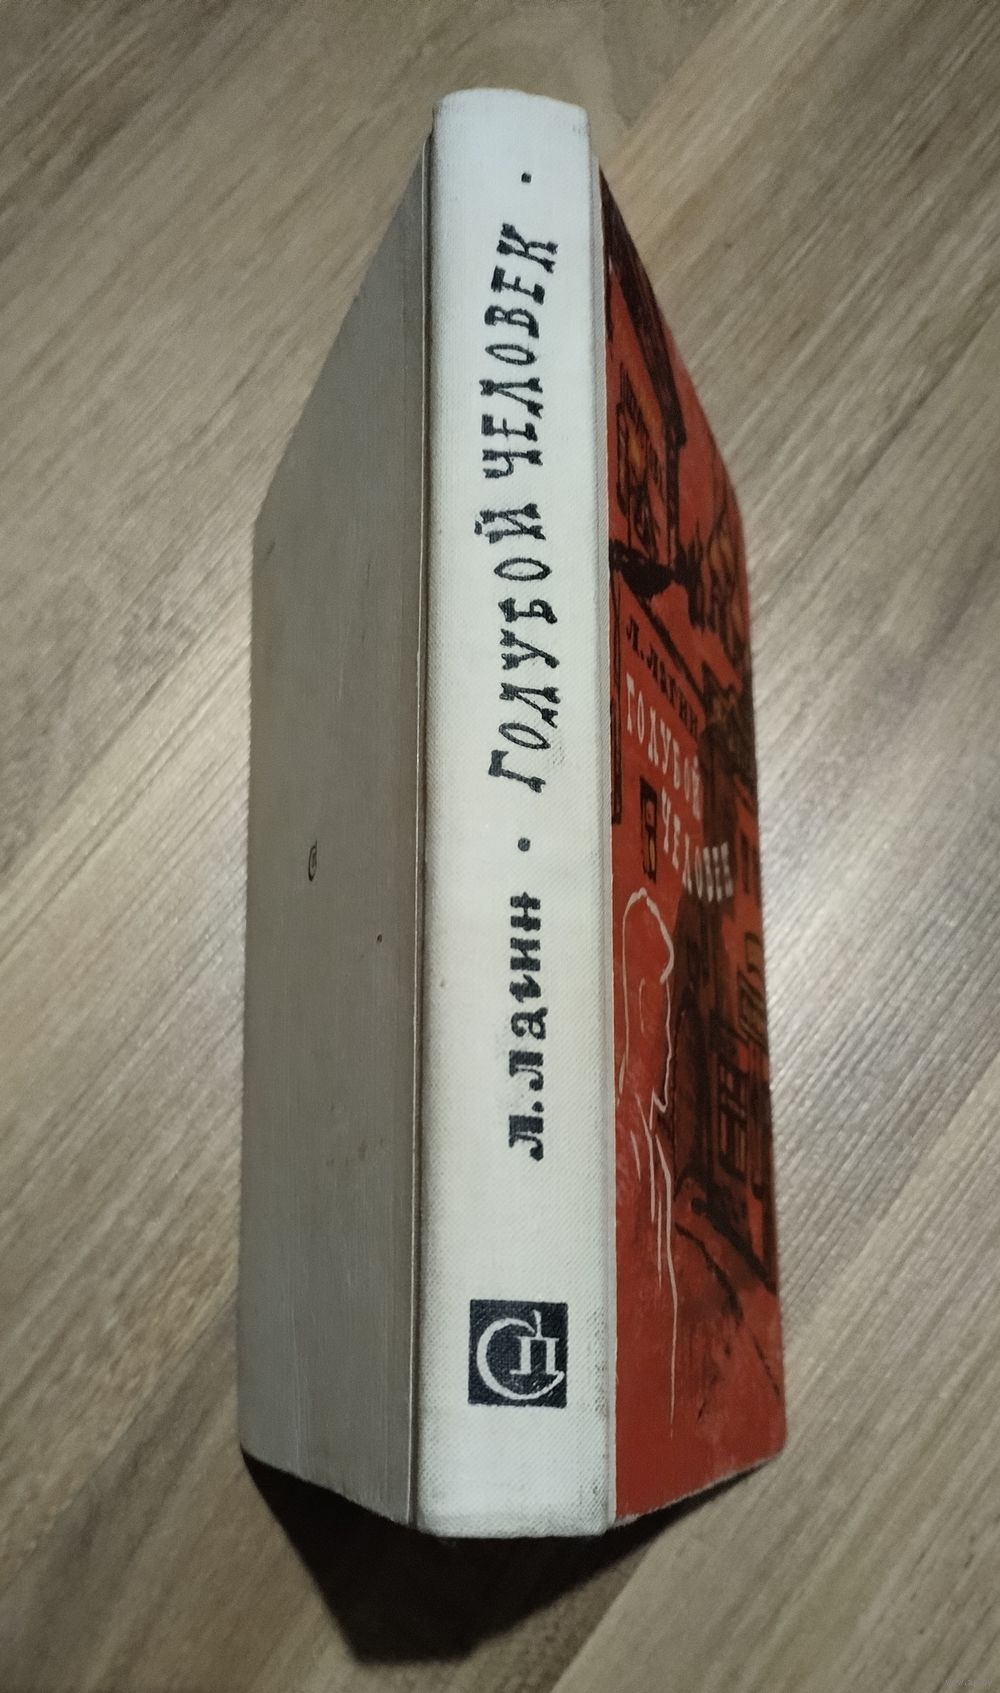 Л. Лагин · ГОЛУБОЙ ЧЕЛОВЕК ·
СП
Л. ЛАГИН
ГОЛУБОЙ
ЧЕЛОВЕК